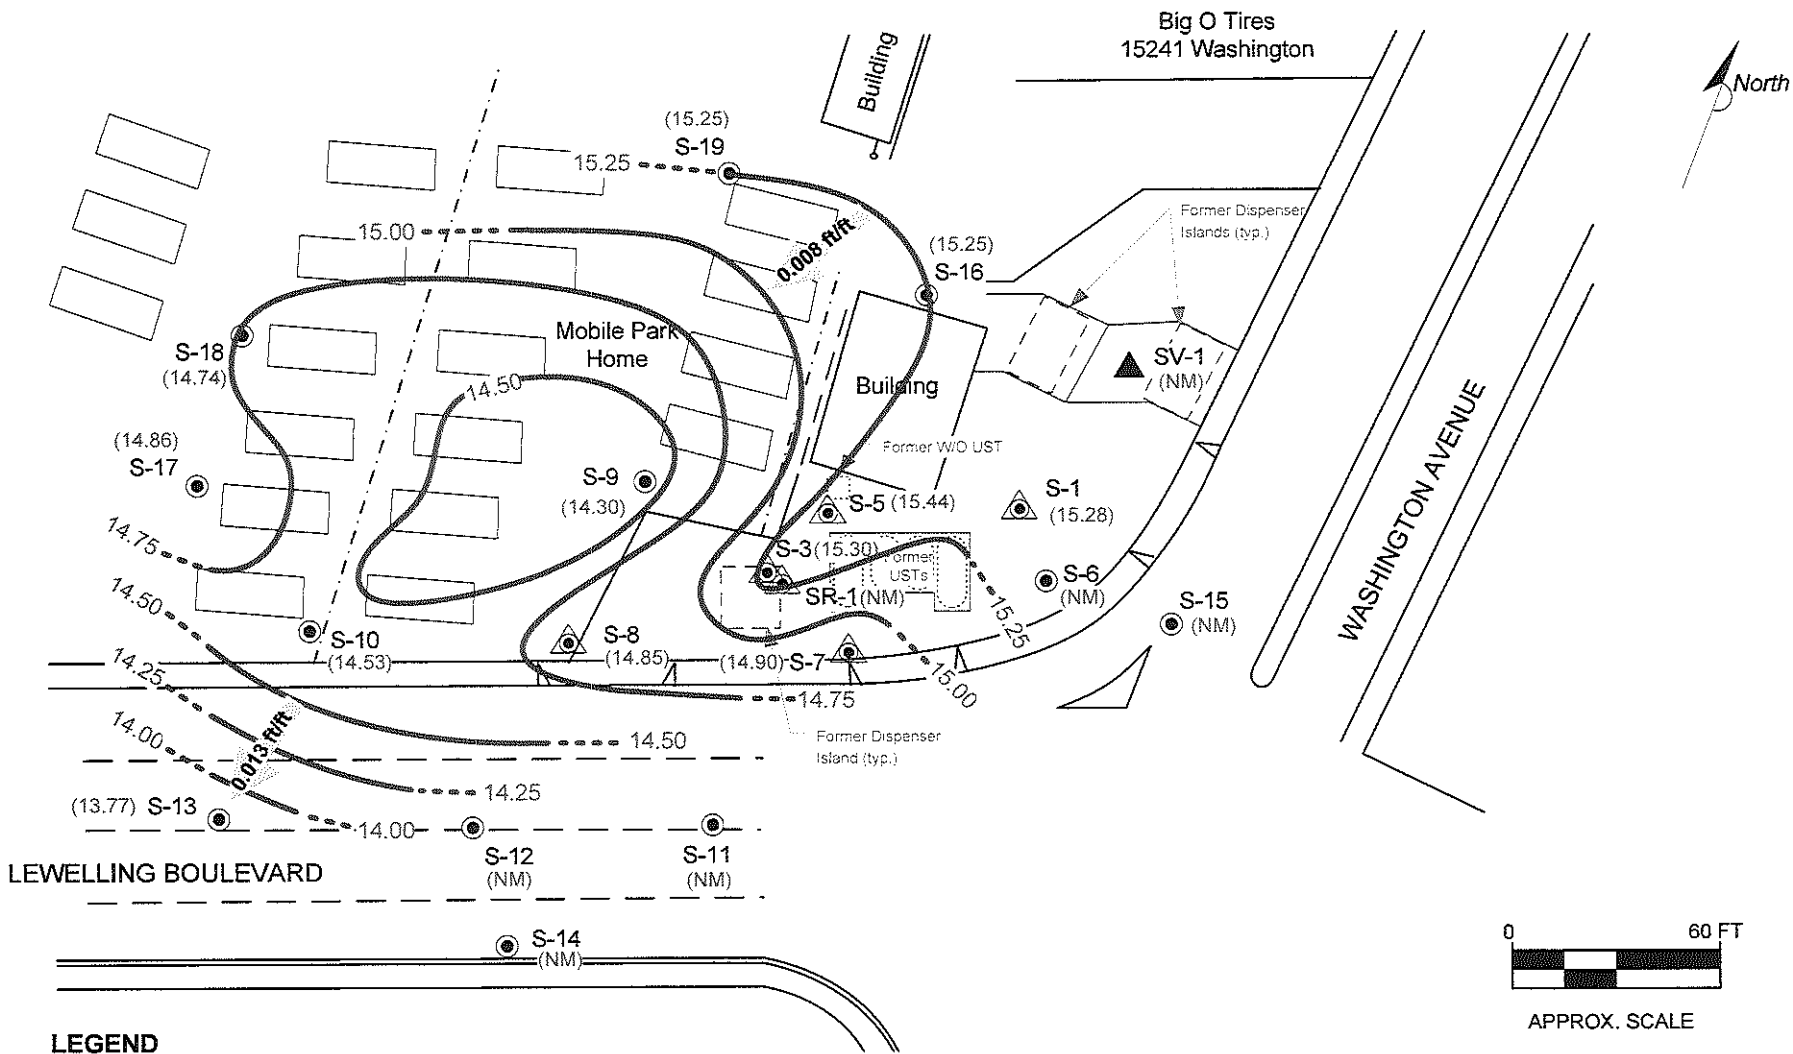 Big O Tires
15241 Washington
North
Building
(15.25)
S-19
15.25
15.00
0.008 ft/ft
(15.25)
S-16
Former Dispenser
Islands (typ.)
Mobile Park
Home
S-18
(14.74)
SV-1
(NM)
Building
14.50
WASHINGTON AVENUE
(14.86)
S-17
Former W/O UST
S-9
(14.30)
S-5 (15.44)
S-1
(15.28)
14.75
S-3 (15.30)
Former
USTs
SR-1 (NM)
S-6
(NM)
15.25
S-15
(NM)
14.50
S-10
(14.53)
S-8
(14.85)
(14.90) S-7
15.00
14.25
14.75
14.00
0.013 ft/ft
14.50
Former Dispenser
Island (typ.)
14.25
(13.77) S-13
14.00
S-12
(NM)
S-11
(NM)
LEWELLING BOULEVARD
S-14
(NM)
0 60 FT
APPROX. SCALE
LEGEND